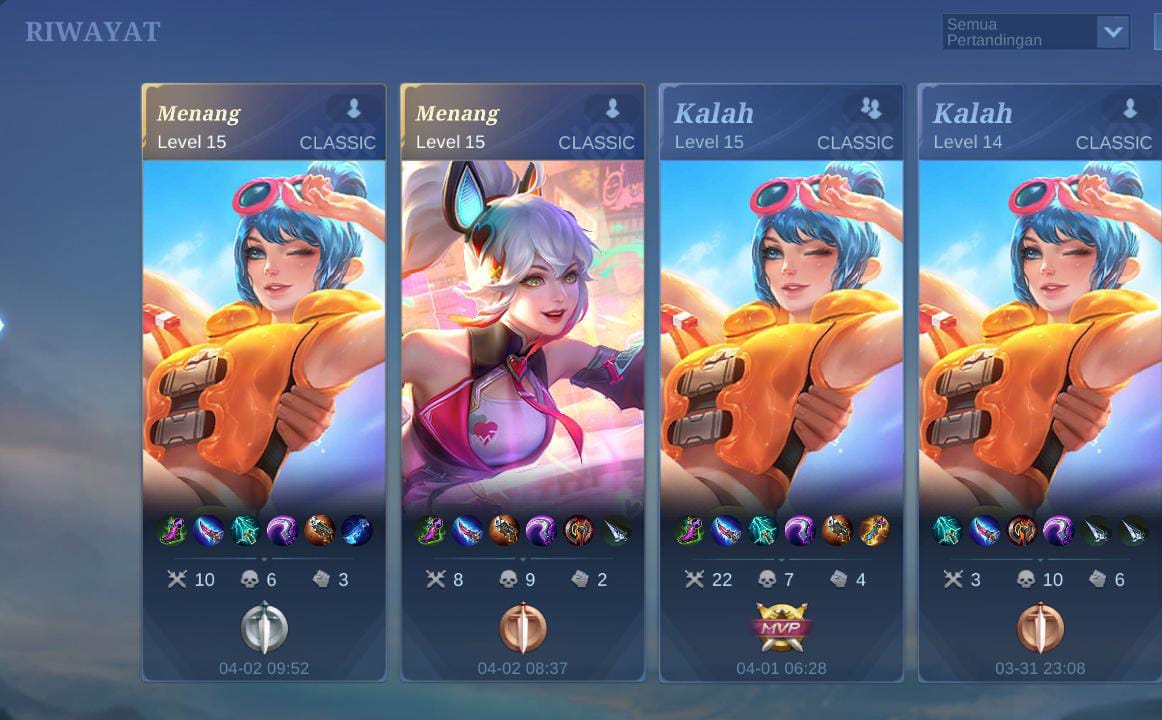 RIWAYAT
Semua
Pertandingan
Menang
Level 15
CLASSIC
10
6
3
04-02 09:52
Menang
Level 15
CLASSIC
8
9
2
04-02 08:37
Kalah
Level 15
CLASSIC
22
7
4
MVP
04-01 06:28
Kalah
Level 14
CLASSIC
3
10
6
03-31 23:08